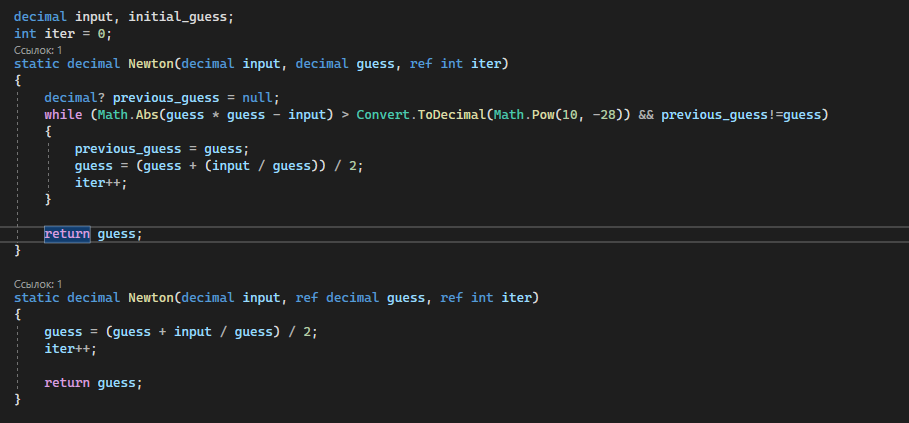 decimal input, initial_guess;
int iter = 0;
Ссылок: 1
static decimal Newton(decimal input, decimal guess, ref int iter)
{
decimal? previous_guess = null;
while (Math.Abs(guess * guess - input) > Convert.ToDecimal(Math.Pow(10, -28)) && previous_guess!=guess)
{
previous_guess = guess;
guess = (guess + (input / guess)) / 2;
iter++;
}
return guess;
}
Ссылок: 1
static decimal Newton(decimal input, ref decimal guess, ref int iter)
{
guess = (guess + input / guess) / 2;
iter++;
return guess;
}